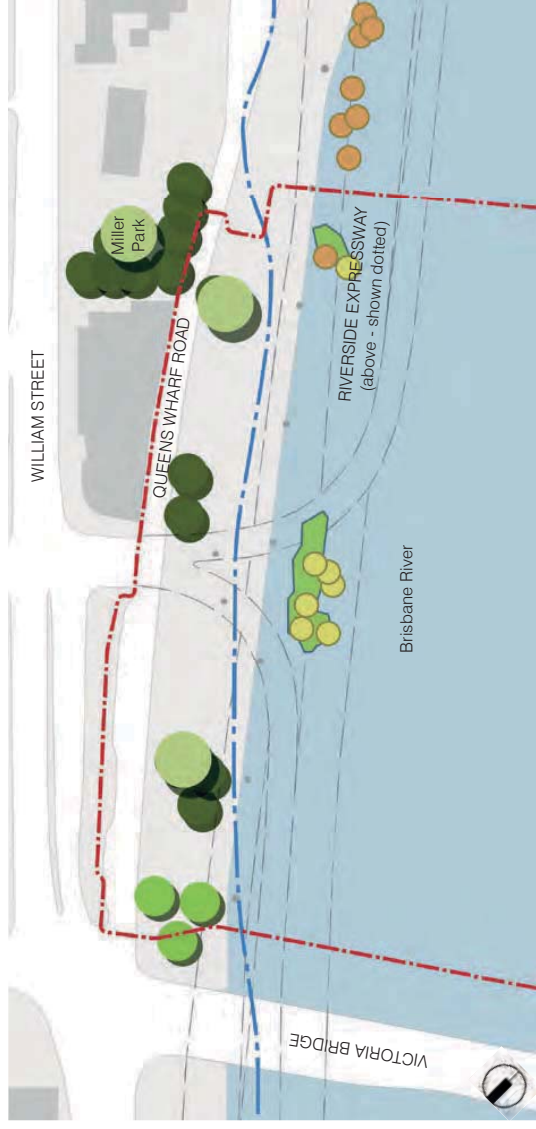 WILLIAM STREET
Miller
Park
QUEENS WHARF ROAD
RIVERSIDE EXPRESSWAY
(above - shown dotted)
Brisbane River
VICTORIA BRIDGE